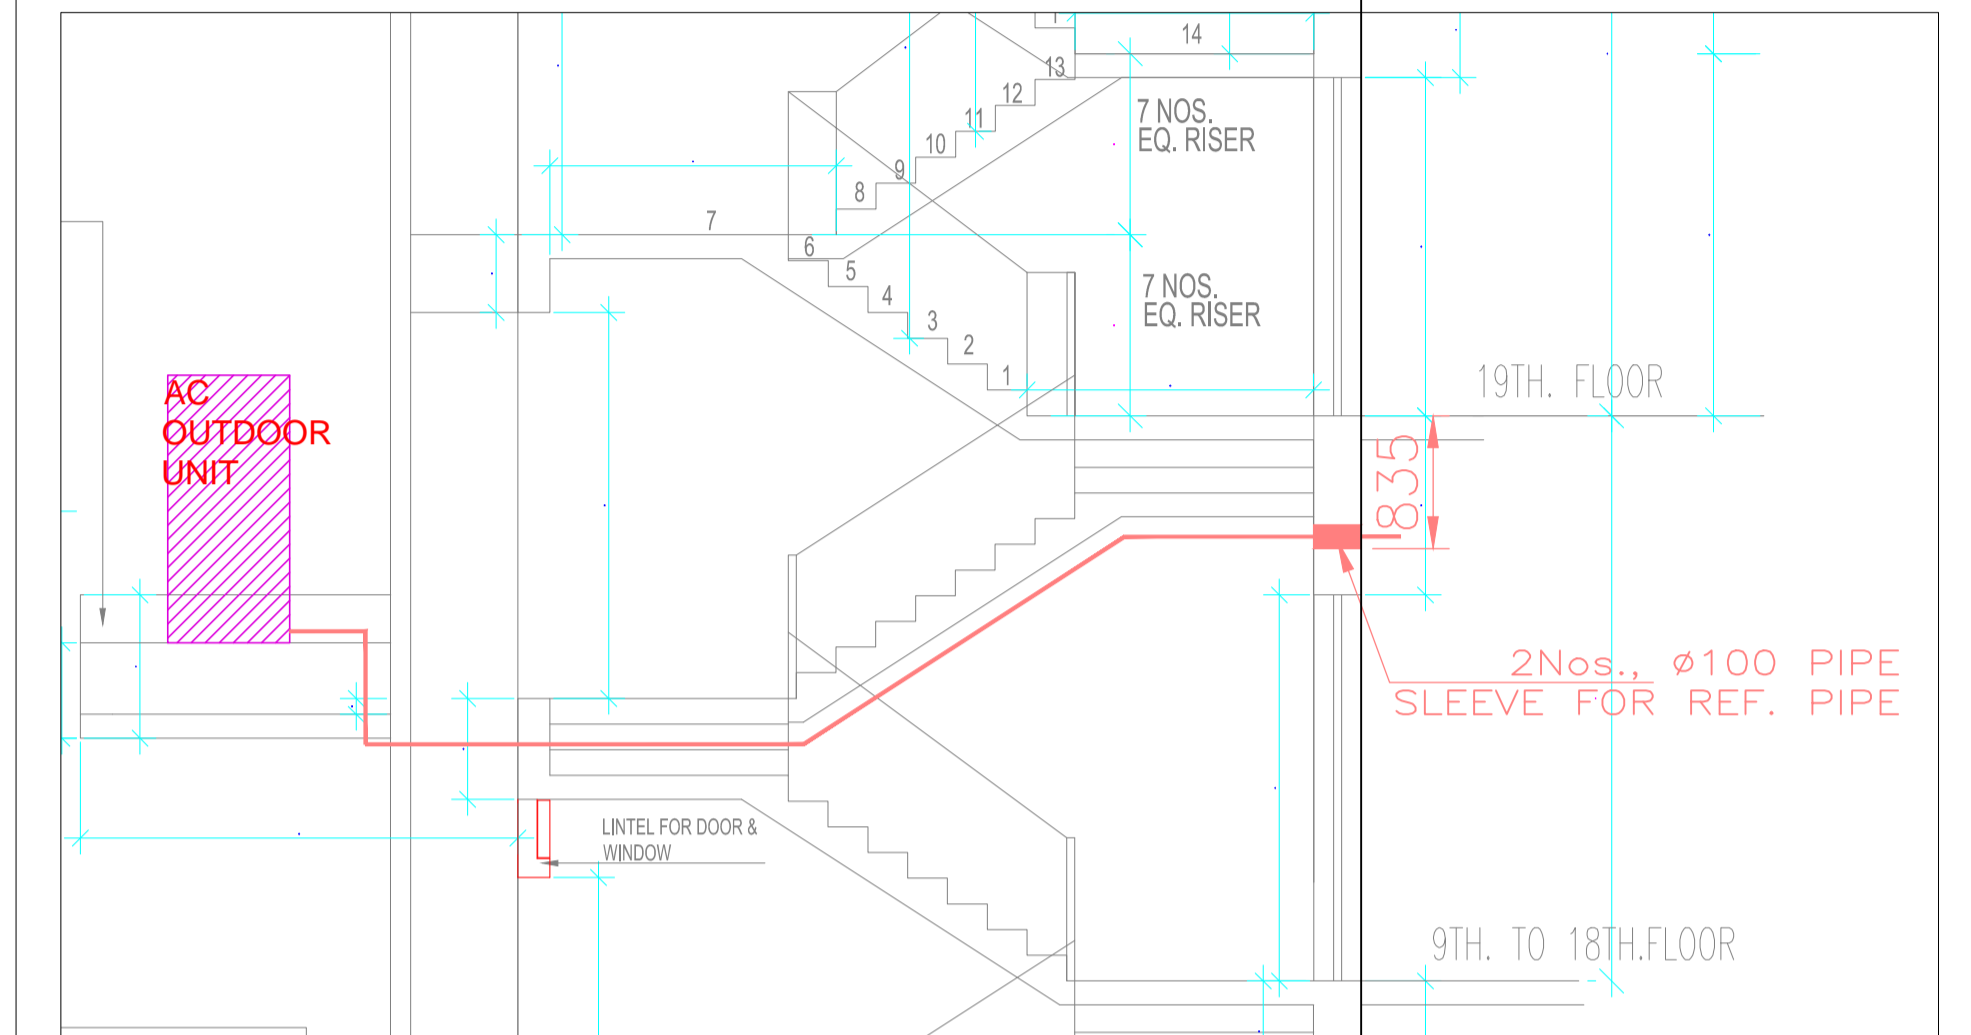 14
13
12
11
10
9
8
7
6
5
4
3
2
1
7 NOS.
EQ. RISER
7 NOS.
EQ. RISER
AC
OUTDOOR
UNIT
19TH. FLOOR
835
2Nos., ø100 PIPE
SLEEVE FOR REF. PIPE
LINTEL FOR DOOR &
WINDOW
9TH. TO 18TH.FLOOR